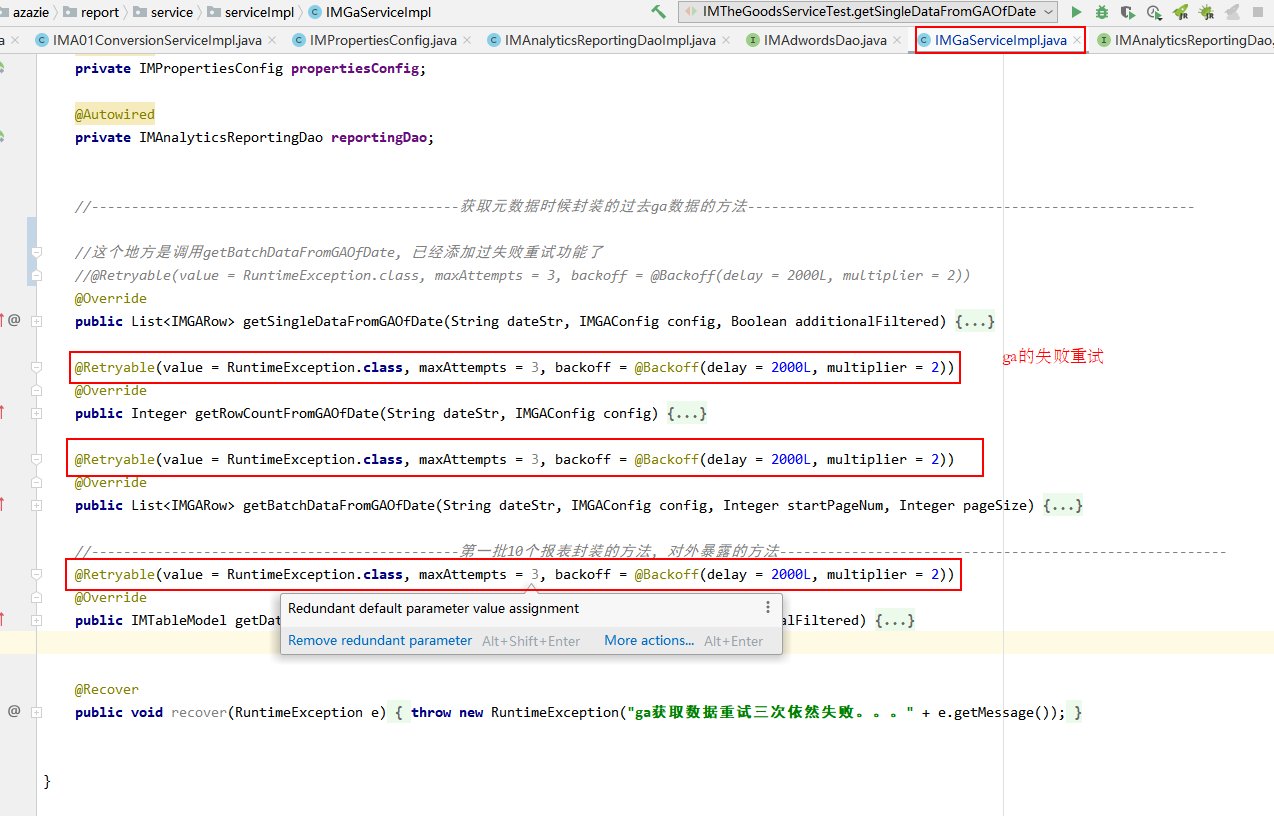 azazie report service serviceImpl IMGaServiceImpl IMTheGoodsServiceTest.getSingleDataFromGAOfDate
a IMA01ConversionServiceImpl.java IMPropertiesConfig.java IMAnalyticsReportingDaoImpl.java IMAdwordsDao.java IMGaServiceImpl.java IMAnalyticsReportingDao.
private IMPropertiesConfig propertiesConfig;
@Autowired
private IMAnalyticsReportingDao reportingDao;
//----------------------------------------------获取元数据时候封装的过去ga数据的方法--------------------------------------------------------
//这个地方是调用getBatchDataFromGAOfDate, 已经添加过失败重试功能了
//@Retryable(value = RuntimeException.class, maxAttempts = 3, backoff = @Backoff(delay = 2000L, multiplier = 2))
@Override
public List<IMGARow> getSingleDataFromGAOfDate(String dateStr, IMGAConfig config, Boolean additionalFiltered) {...}
ga的失败重试
@Retryable(value = RuntimeException.class, maxAttempts = 3, backoff = @Backoff(delay = 2000L, multiplier = 2))
@Override
public Integer getRowCountFromGAOfDate(String dateStr, IMGAConfig config) {...}
@Retryable(value = RuntimeException.class, maxAttempts = 3, backoff = @Backoff(delay = 2000L, multiplier = 2))
@Override
public List<IMGARow> getBatchDataFromGAOfDate(String dateStr, IMGAConfig config, Integer startPageNum, Integer pageSize) {...}
//----------------------------------------------第一批10个报表封装的方法, 对外暴露的方法--------------------------------------------------------
@Retryable(value = RuntimeException.class, maxAttempts = 3, backoff = @Backoff(delay = 2000L, multiplier = 2))
@Override
public IMTableModel getDat alFiltered) {...}
Redundant default parameter value assignment
Remove redundant parameter Alt+Shift+Enter More actions... Alt+Enter
@Recover
public void recover(RuntimeException e) { throw new RuntimeException("ga获取数据重试三次依然失败。。。" + e.getMessage()); }
}